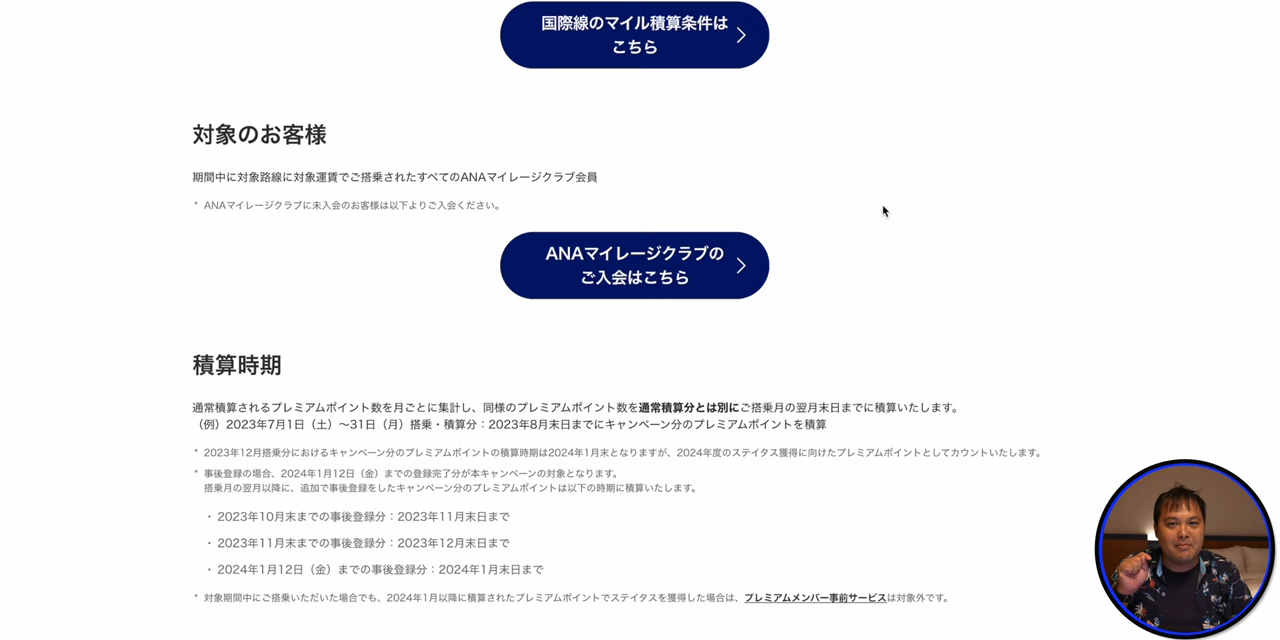 国際線のマイル積算条件は
こちら
対象のお客様
期間中に対象路線に対象運賃でご搭乗されたすべてのANAマイレージクラブ会員
* ANAマイレージクラブに未入会のお客様は以下よりご入会ください。
ANAマイレージクラブの
ご入会はこちら
積算時期
通常積算されるプレミアムポイント数を月ごとに集計し、同様のプレミアムポイント数を通常積算分とは別にご搭乗月の翌月末日までに積算いたします。
（例）2023年7月1日（土）〜31日（月）搭乗・積算分：2023年8月末日までにキャンペーン分のプレミアムポイントを積算
* 2023年12月搭乗分におけるキャンペーン分のプレミアムポイントの積算時期は2024年1月末となりますが、2024年度のステイタス獲得に向けたプレミアムポイントとしてカウントいたします。
* 事後登録の場合、2024年1月12日（金）までの登録完了分が本キャンペーンの対象となります。
搭乗月の翌月以降に、追加で事後登録をしたキャンペーン分のプレミアムポイントは以下の時期に積算いたします。
・ 2023年10月末までの事後登録分：2023年11月末日まで
・ 2023年11月末までの事後登録分：2023年12月末日まで
・ 2024年1月12日（金）までの事後登録分：2024年1月末日まで
* 対象期間中にご搭乗いただいた場合でも、2024年1月以降に積算されたプレミアムポイントでステイタスを獲得した場合は、プレミアムメンバー事前サービスは対象外です。